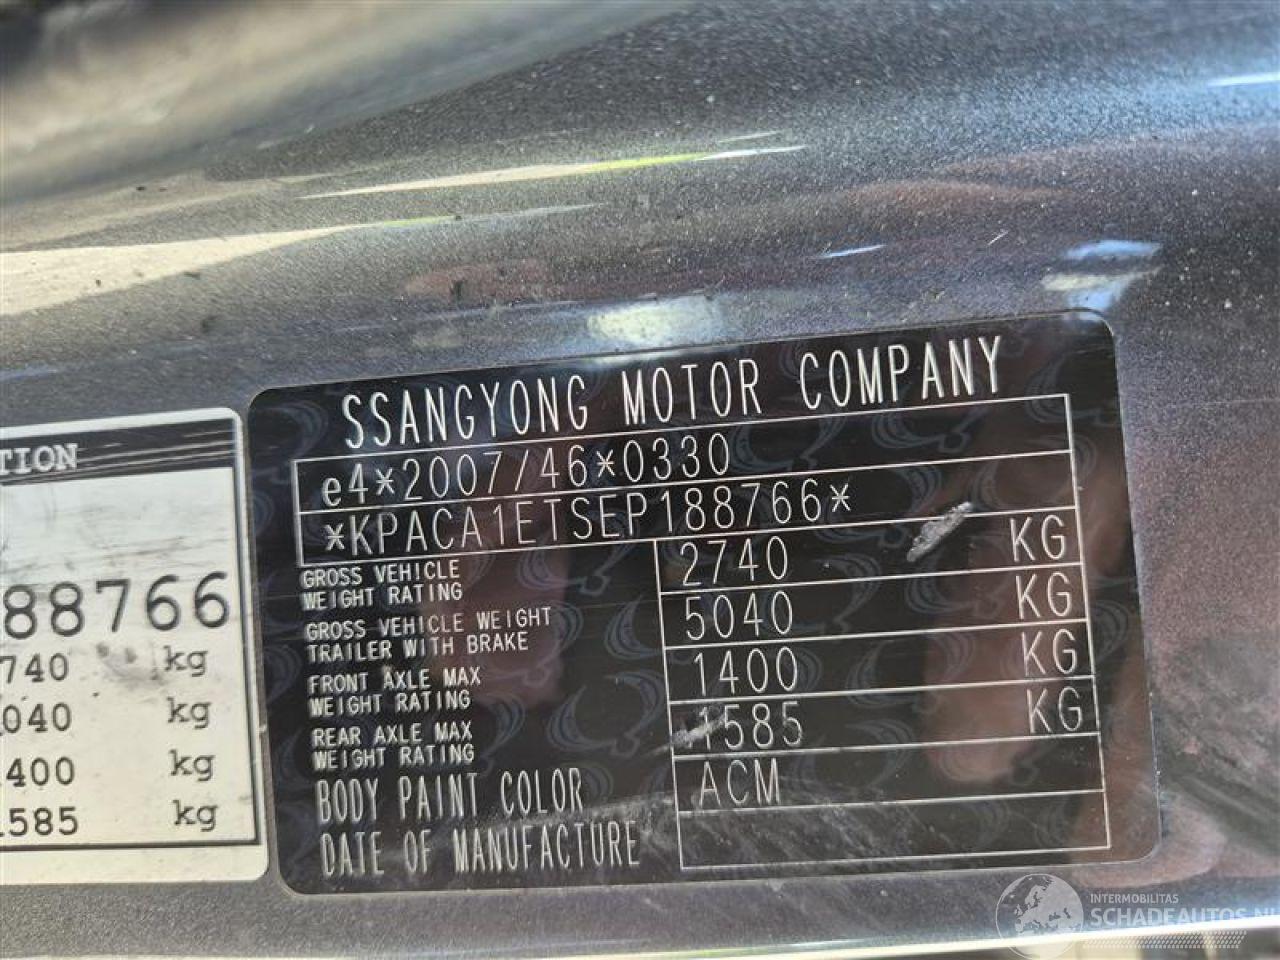 TION
88766
740 kg
040 kg
400 kg
585 kg
SSANGYONG MOTOR COMPANY
e4*2007/46*0330
*KPACA1ETSEP188766*
GROSS VEHICLE
WEIGHT RATING
2740 KG
GROSS VEHICLE WEIGHT
TRAILER WITH BRAKE
5040 KG
FRONT AXLE MAX
WEIGHT RATING
1400 KG
REAR AXLE MAX
WEIGHT RATING
1585 KG
BODY PAINT COLOR ACM
DATE OF MANUFACTURE
INTERMOBILITAS
SCHADEAUTOS.NL